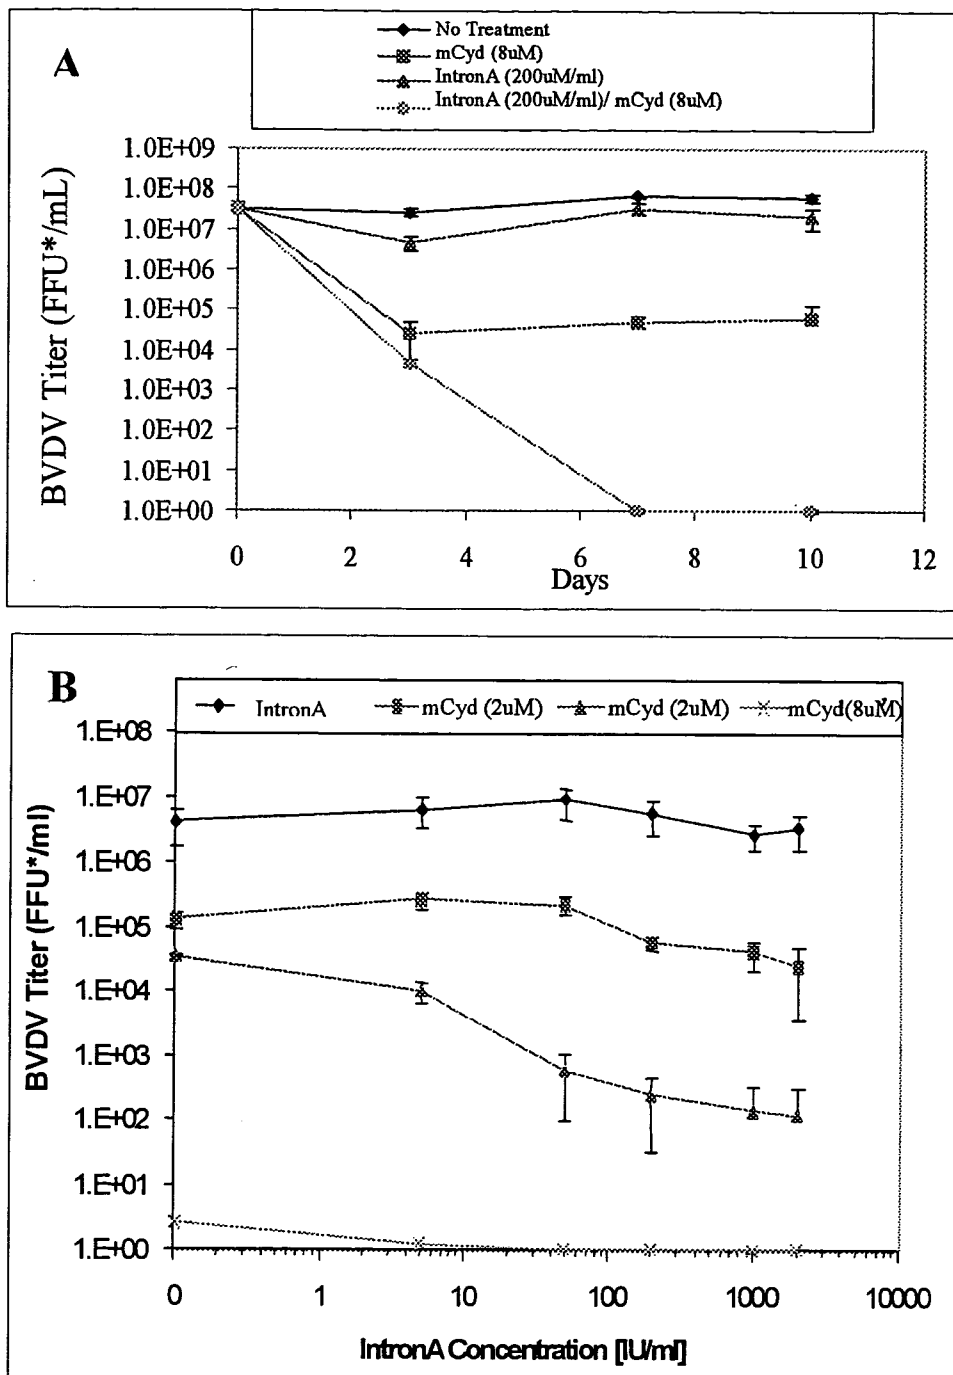 A
No Treatment
mCyd (8uM)
IntronA (200uM/ml)
IntronA (200uM/ml)/ mCyd (8uM)
BVDV Titer (FFU*/mL)
1.0E+09
1.0E+08
1.0E+07
1.0E+06
1.0E+05
1.0E+04
1.0E+03
1.0E+02
1.0E+01
1.0E+00
0 2 4 6 8 10 12
Days
B
IntronA mCyd (2uM) mCyd (2uM) mCyd(8uM)
BVDV Titer (FFU*/ml)
1.E+08
1.E+07
1.E+06
1.E+05
1.E+04
1.E+03
1.E+02
1.E+01
1.E+00
0 1 10 100 1000 10000
IntronA Concentration [IU/ml]